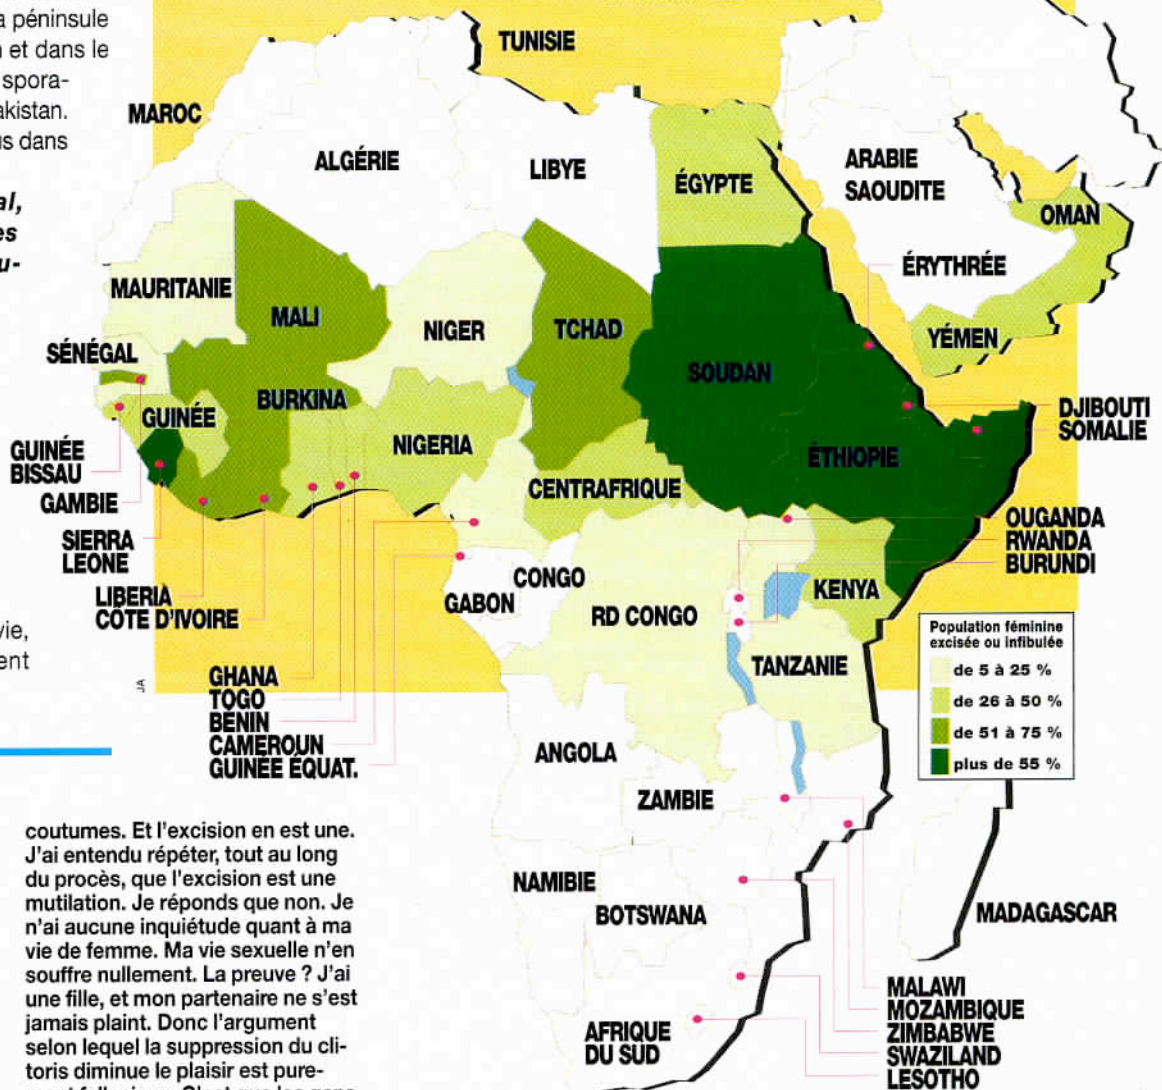 a péninsule
n et dans le
spora-
akistan.
us dans
al,
es
u-
vie,
ent
TUNISIE
MAROC
ALGÉRIE
LIBYE
ÉGYPTE
ARABIE
SAOUDITE
OMAN
ÉRYTHRÉE
YÉMEN
MAURITANIE
MALI
NIGER
TCHAD
SOUDAN
SÉNÉGAL
BURKINA
GUINÉE
NIGERIA
DJIBOUTI
SOMALIE
ÉTHIOPIE
GUINÉE
BISSAU
GAMBIE
CENTRAFRIQUE
SIERRA
LEONE
OUGANDA
RWANDA
BURUNDI
LIBERIA
CÔTE D'IVOIRE
CONGO
GABON
RD CONGO
KENYA
TANZANIE
GHANA
TOGO
BENIN
CAMEROUN
GUINÉE ÉQUAT.
JA
Population féminine
excisée ou infibulée
de 5 à 25 %
de 26 à 50 %
de 51 à 75 %
plus de 55 %
ANGOLA
ZAMBIE
NAMIBIE
BOTSWANA
MADAGASCAR
AFRIQUE
DU SUD
MALAWI
MOZAMBIQUE
ZIMBABWE
SWAZILAND
LESOTHO
coutumes. Et l'excision en est une.
J'ai entendu répéter, tout au long
du procès, que l'excision est une
mutilation. Je réponds que non. Je
n'ai aucune inquiétude quant à ma
vie de femme. Ma vie sexuelle n'en
souffre nullement. La preuve ? J'ai
une fille, et mon partenaire ne s'est
jamais plaint. Donc l'argument
selon lequel la suppression du cli-
toris diminue le plaisir est pure-